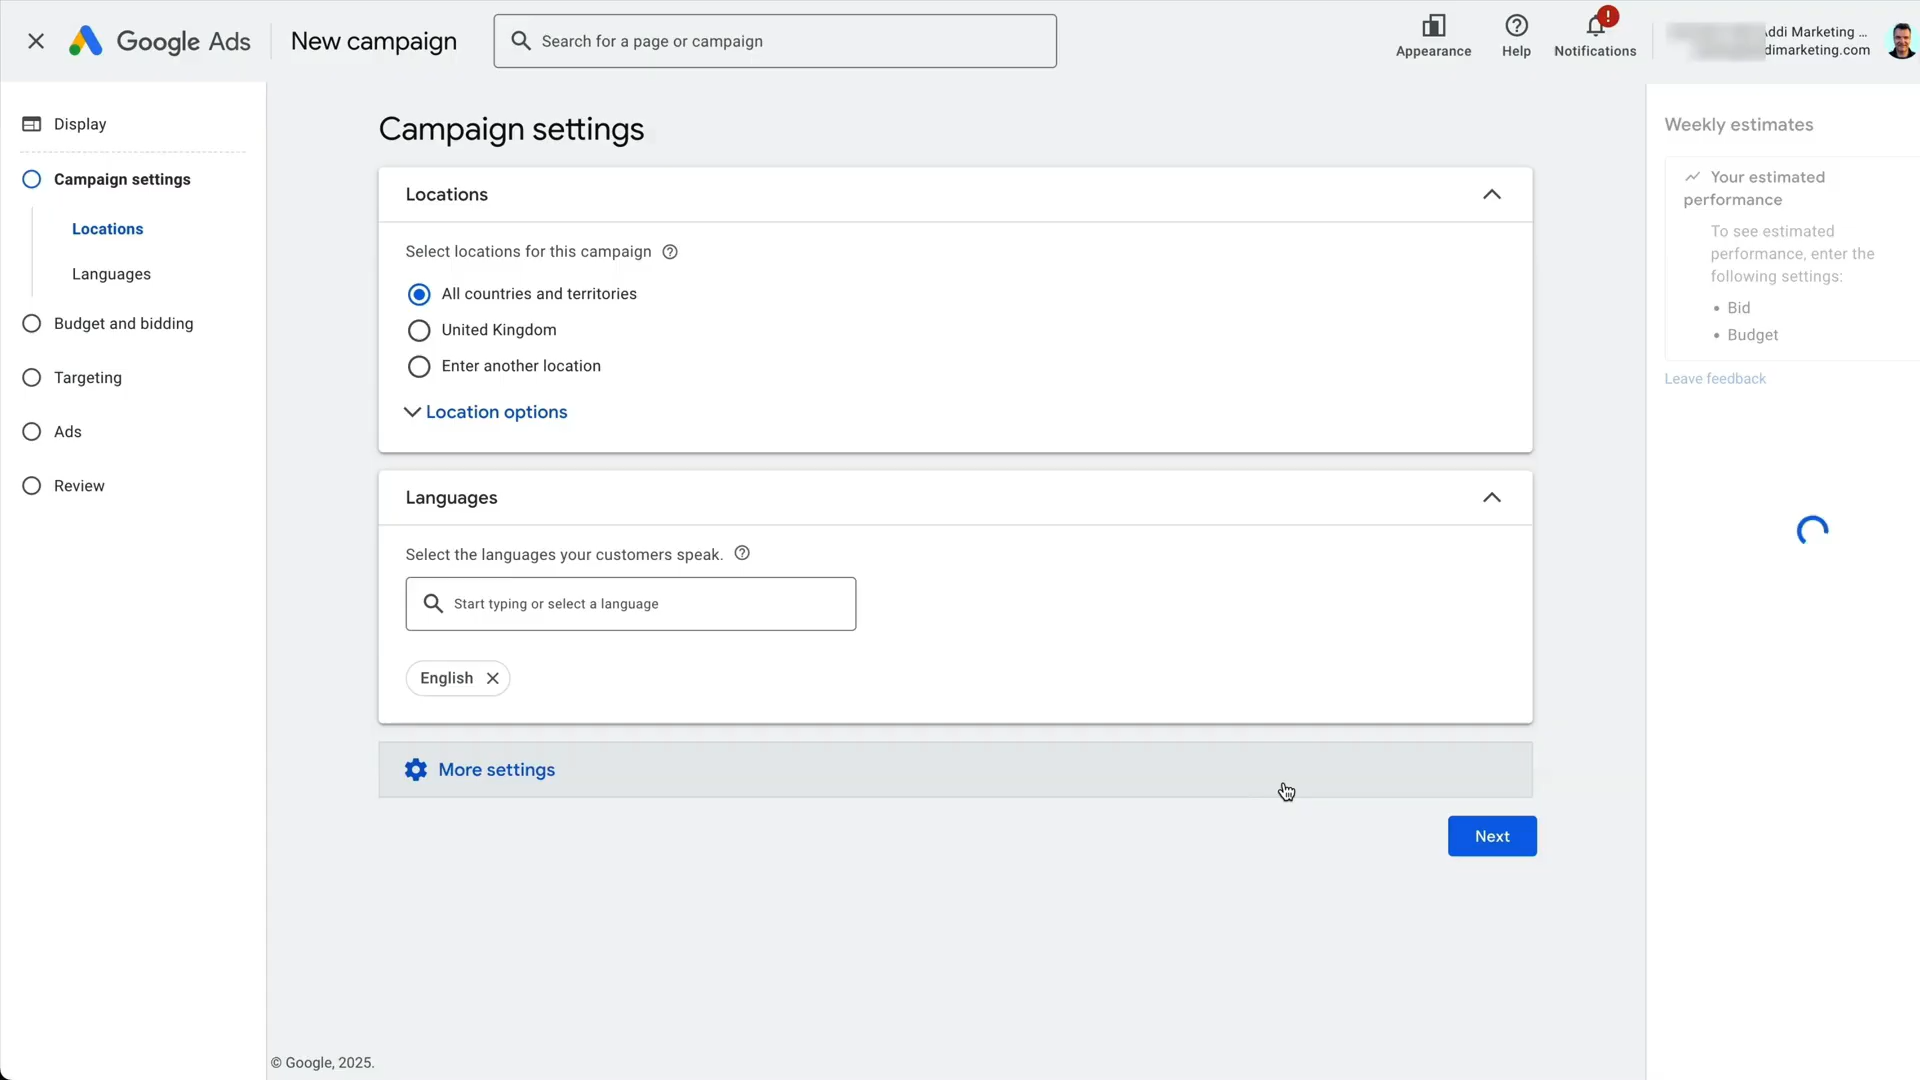 Google Ads
New campaign
Search for a page or campaign
Appearance
Help
Notifications
Marketing ...
dimarketing.com
Display
Campaign settings
Locations
Languages
Budget and bidding
Targeting
Ads
Review
Campaign settings
Locations
Select locations for this campaign
All countries and territories
United Kingdom
Enter another location
Location options
Languages
Select the languages your customers speak.
Start typing or select a language
English
More settings
Next
© Google, 2025.
Weekly estimates
Your estimated
performance
To see estimated
performance, enter the
following settings:
• Bid
• Budget
Leave feedback